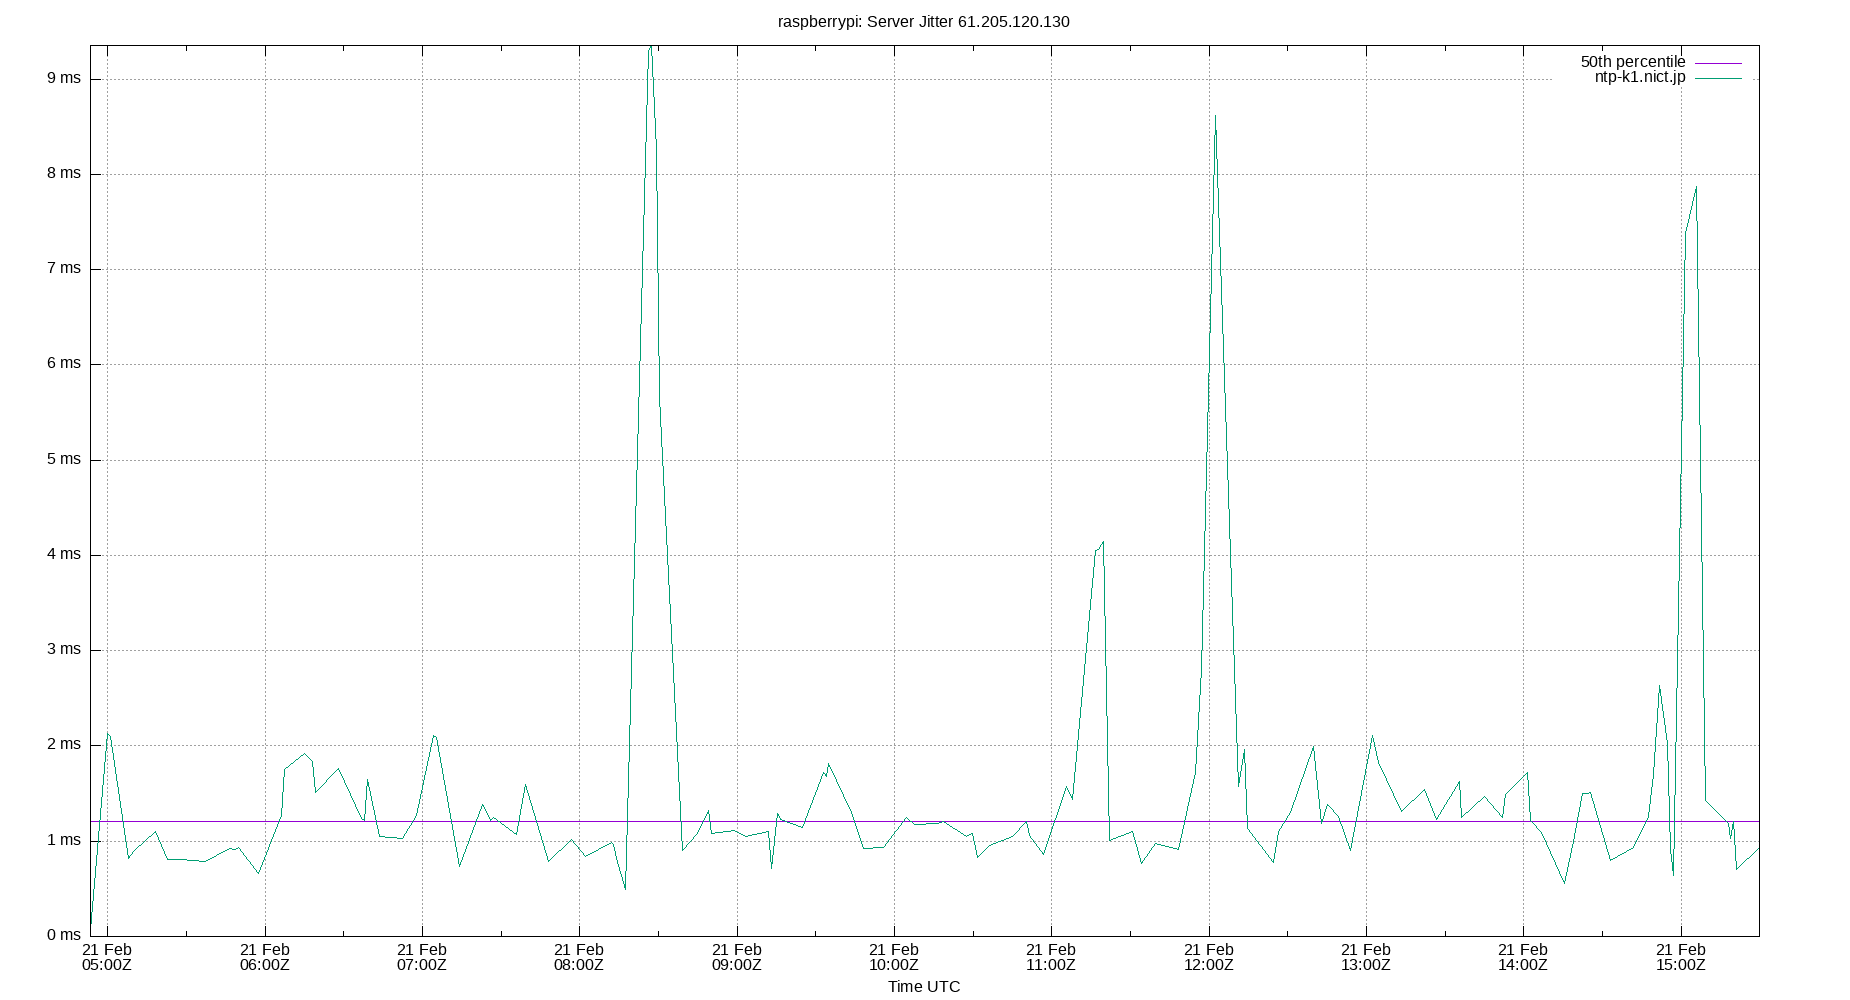 raspberrypi: Server Jitter 61.205.120.130
50th percentile
ntp-k1.nict.jp
9 ms
8 ms
7 ms
6 ms
5 ms
4 ms
3 ms
2 ms
1 ms
0 ms
21 Feb 21 Feb 21 Feb 21 Feb 21 Feb 21 Feb 21 Feb 21 Feb 21 Feb 21 Feb 21 Feb
05:00Z 06:00Z 07:00Z 08:00Z 09:00Z 10:00Z 11:00Z 12:00Z 13:00Z 14:00Z 15:00Z
Time UTC